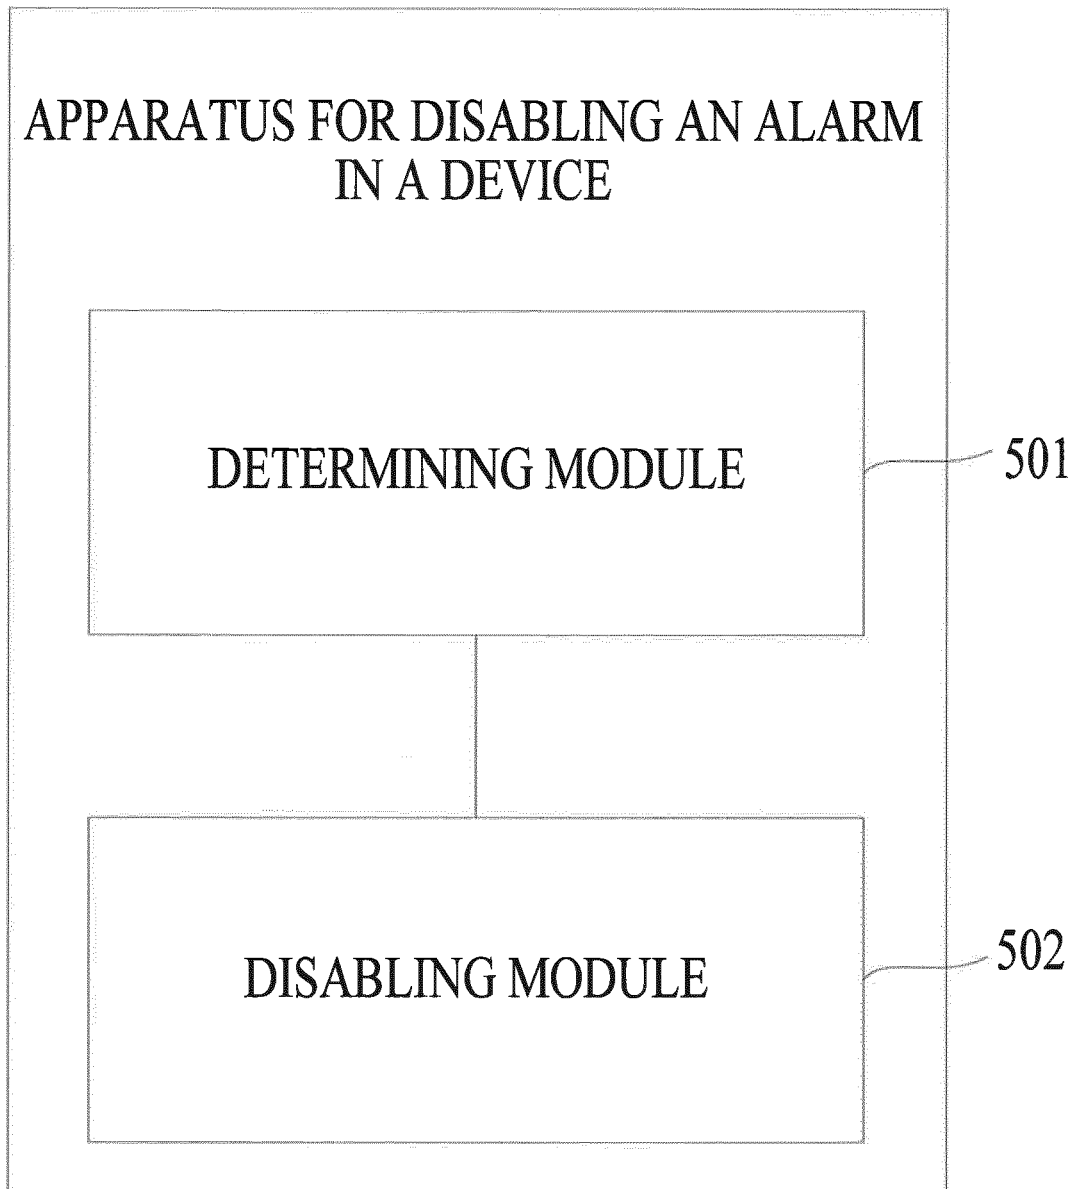 APPARATUS FOR DISABLING AN ALARM
IN A DEVICE
DETERMINING MODULE
501
DISABLING MODULE
502